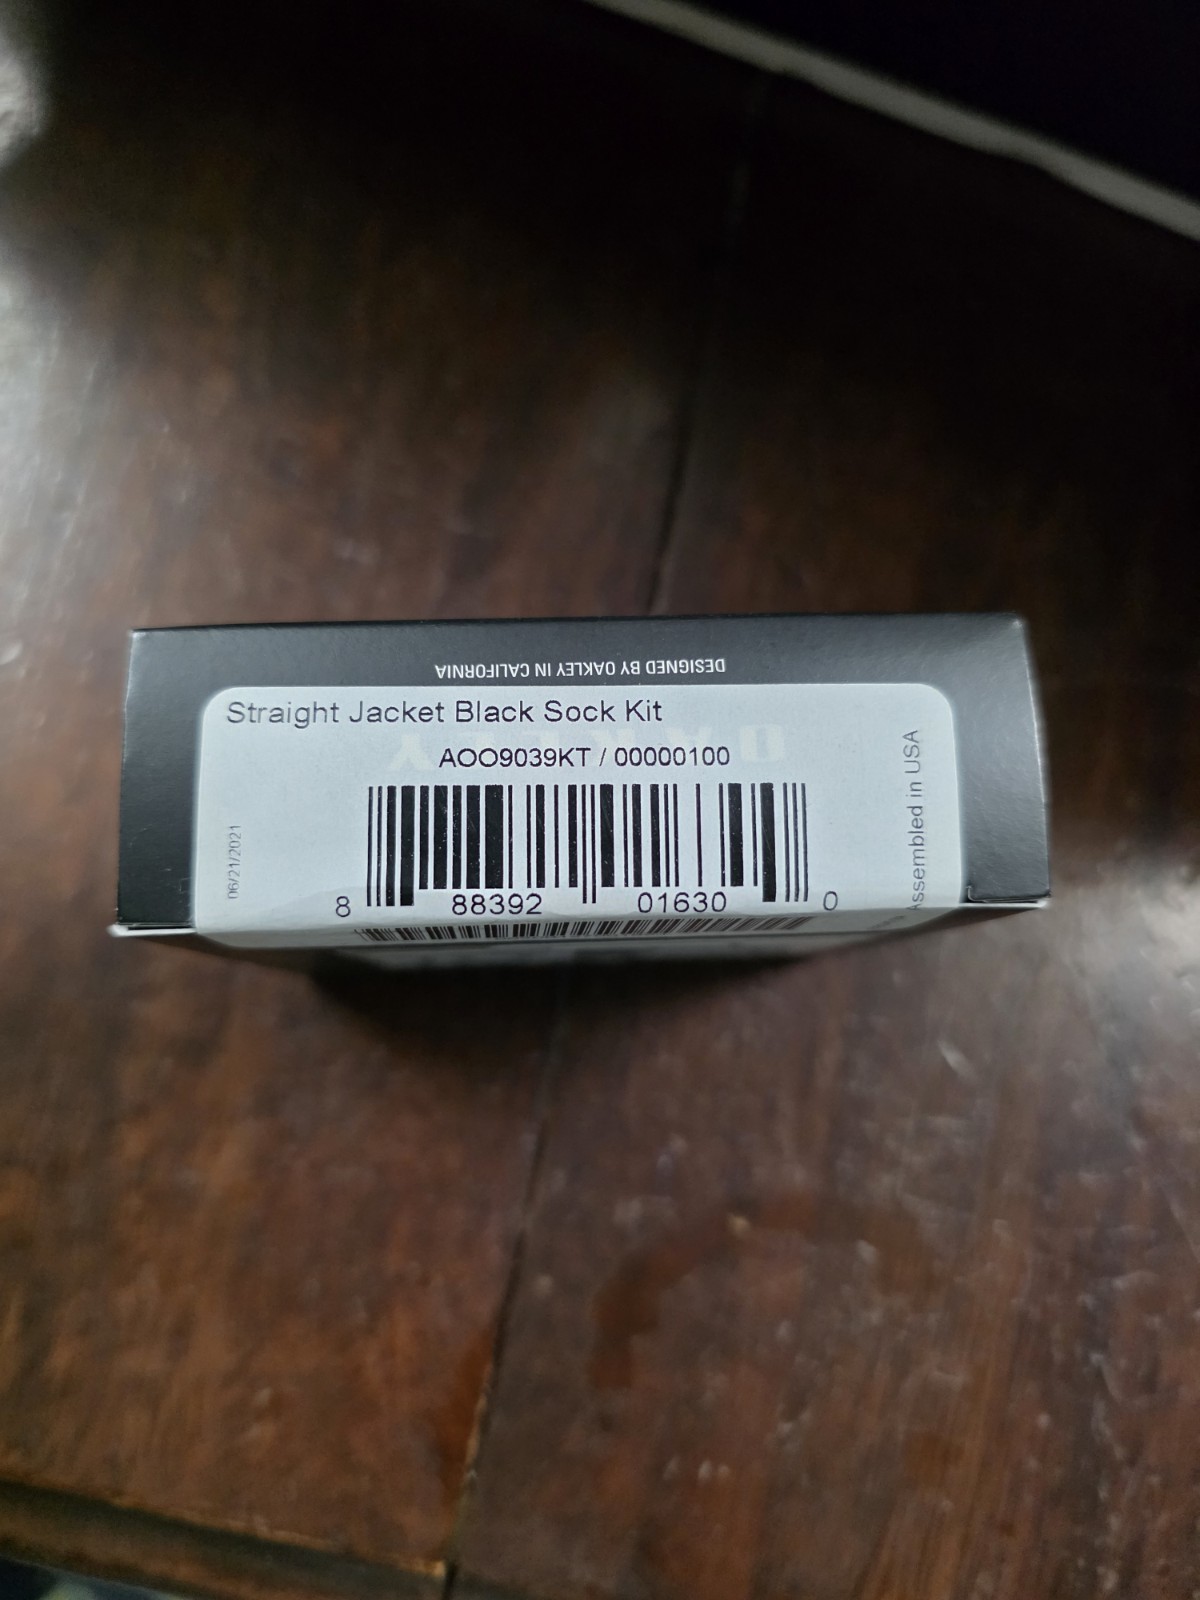 DESIGNED BY OAKLEY IN CALIFORNIA
Straight Jacket Black Sock Kit
OAKLEY
AOO9039KT / 00000100
06/21/2021
8 88392 01630 0
Assembled in USA